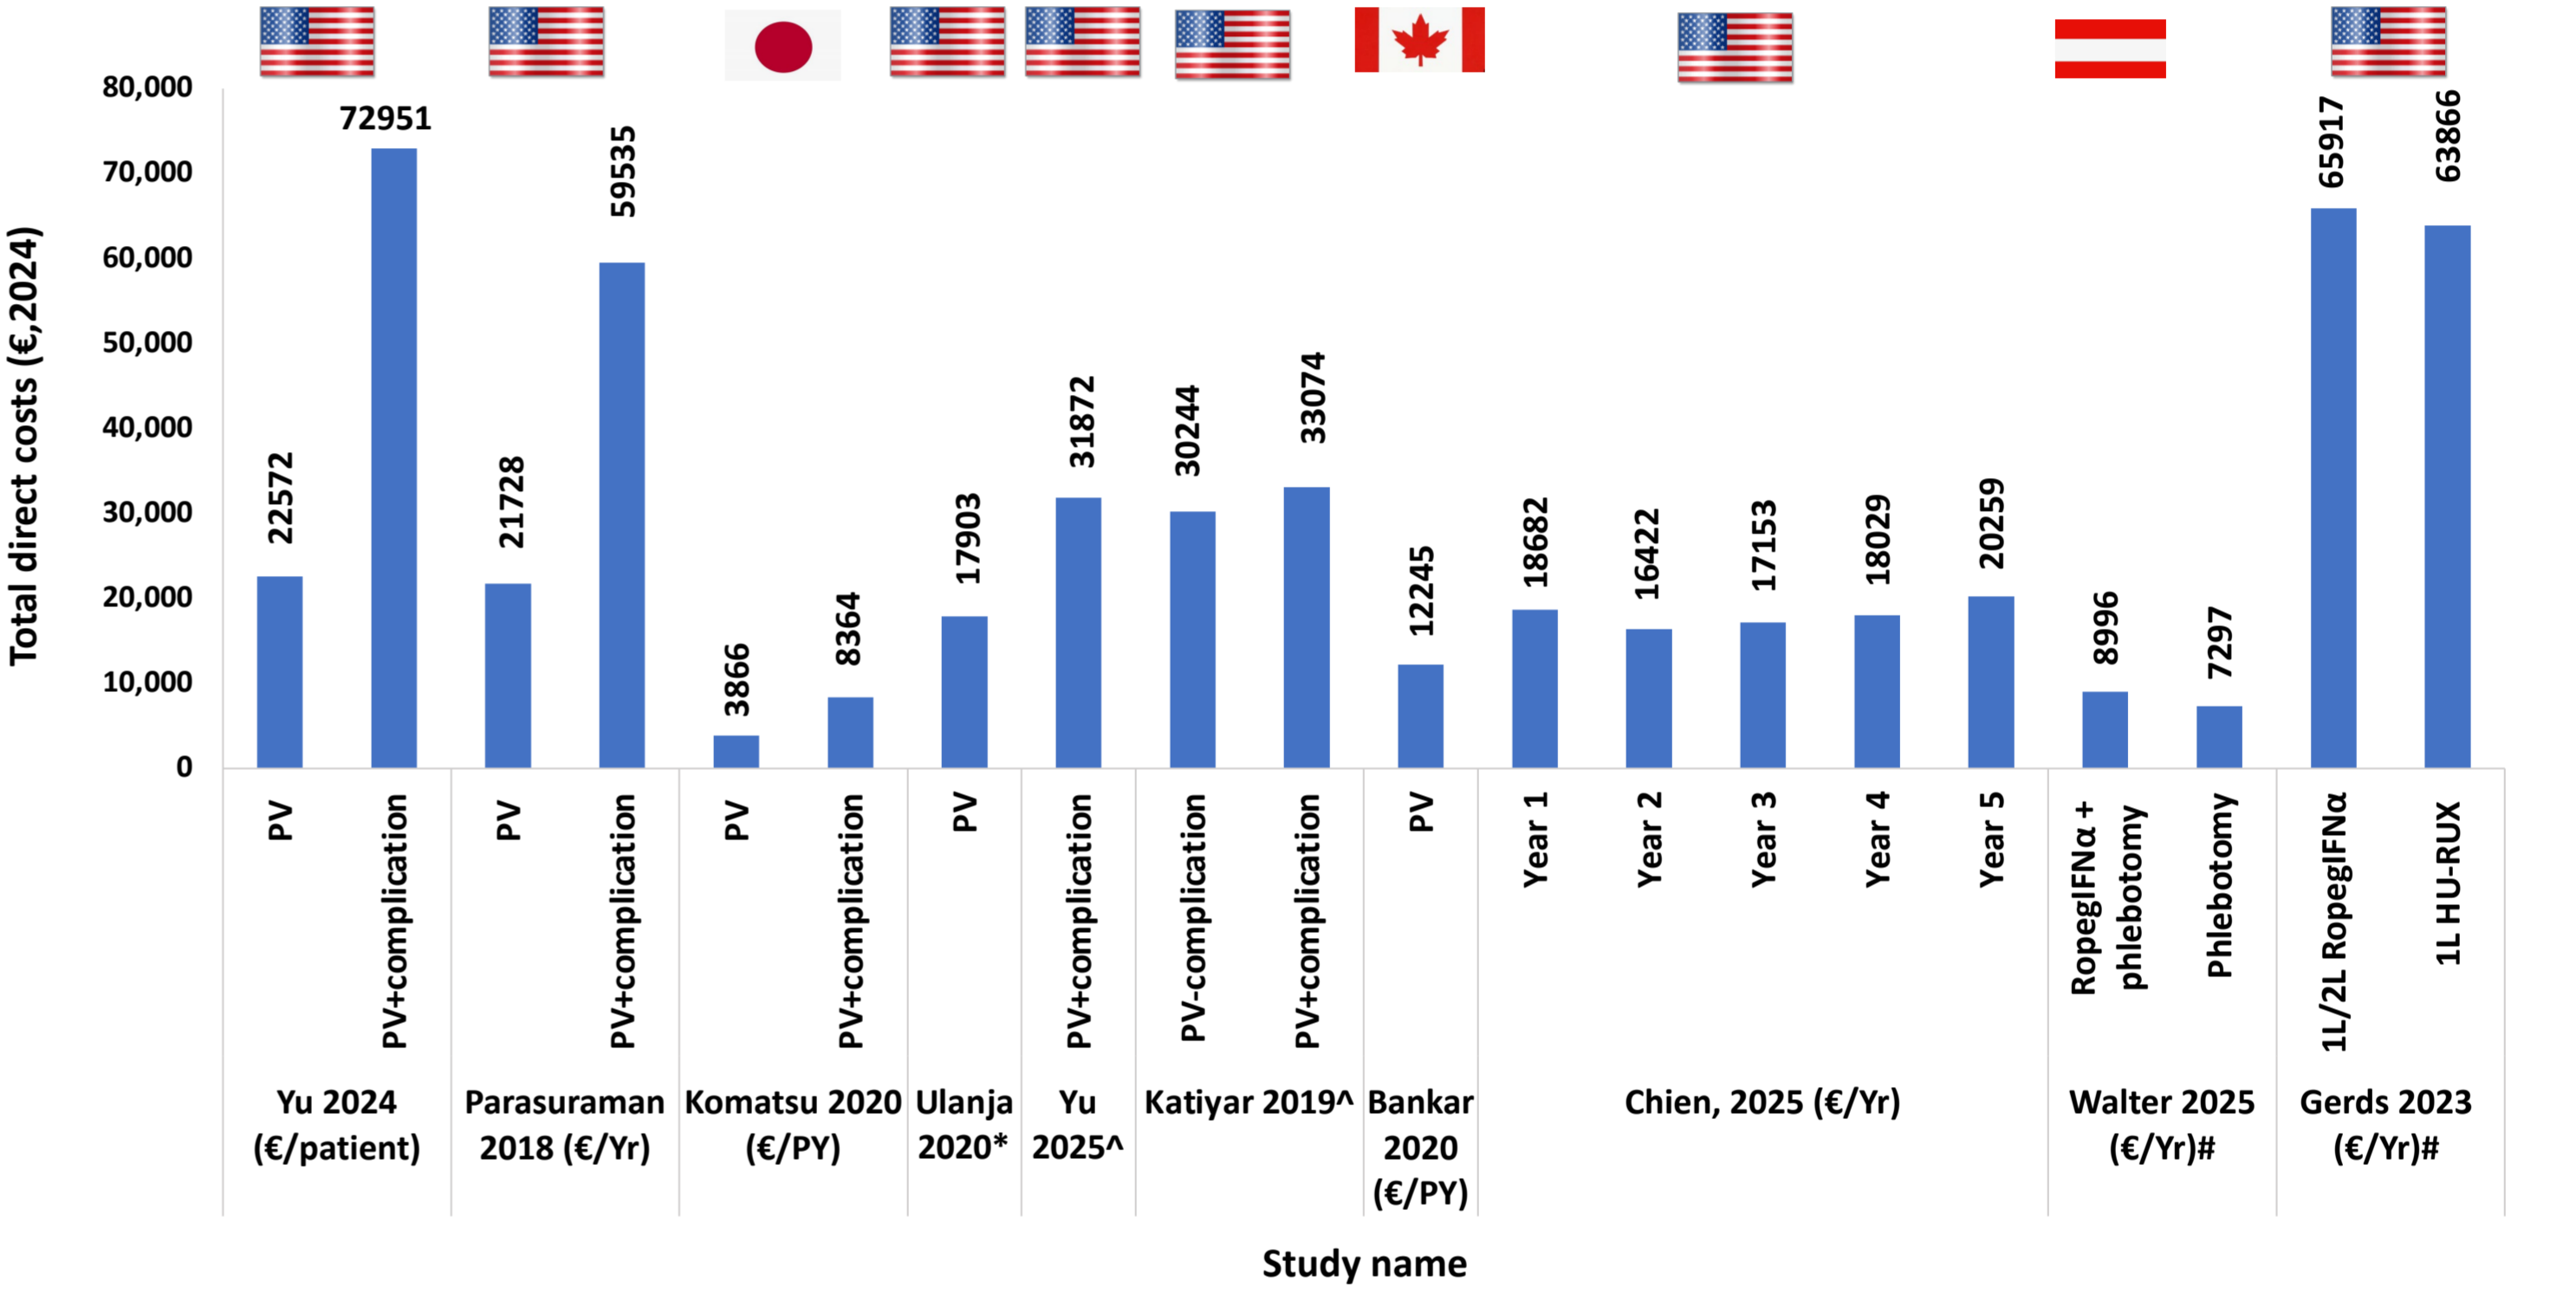 80,000
70,000
60,000
50,000
40,000
30,000
20,000
10,000
0
Total direct costs (€,2024)
22572
72951
21728
59535
3866
8364
17903
31872
30244
33074
12245
18682
16422
17153
18029
20259
8996
7297
65917
63866
PV
PV+complication
PV
PV+complication
PV
PV+complication
PV
PV+complication
PV-complication
PV+complication
PV
Year 1
Year 2
Year 3
Year 4
Year 5
RopegIFNα +
phlebotomy
Phlebotomy
1L/2L RopegIFNα
1L HU-RUX
Yu 2024
(€/patient)
Parasuraman
2018 (€/Yr)
Komatsu 2020
(€/PY)
Ulanja
2020*
Yu
2025^
Katiyar 2019^
Bankar
2020
(€/PY)
Chien, 2025 (€/Yr)
Walter 2025
(€/Yr)#
Gerds 2023
(€/Yr)#
Study name